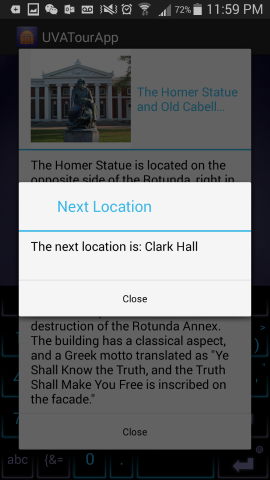 72% 11:59 PM
UVATourApp
The Homer Statue
and Old Cabell...
The Homer Statue is located on the
opposite side of the Rotunda, right in
Next Location
The next location is: Clark Hall
Close
destruction of the Rotunda Annex.
The building has a classical aspect,
and a Greek motto translated as "Ye
Shall Know the Truth, and the Truth
Shall Make You Free is inscribed on
the facade."
Close
abc {&= 0 .